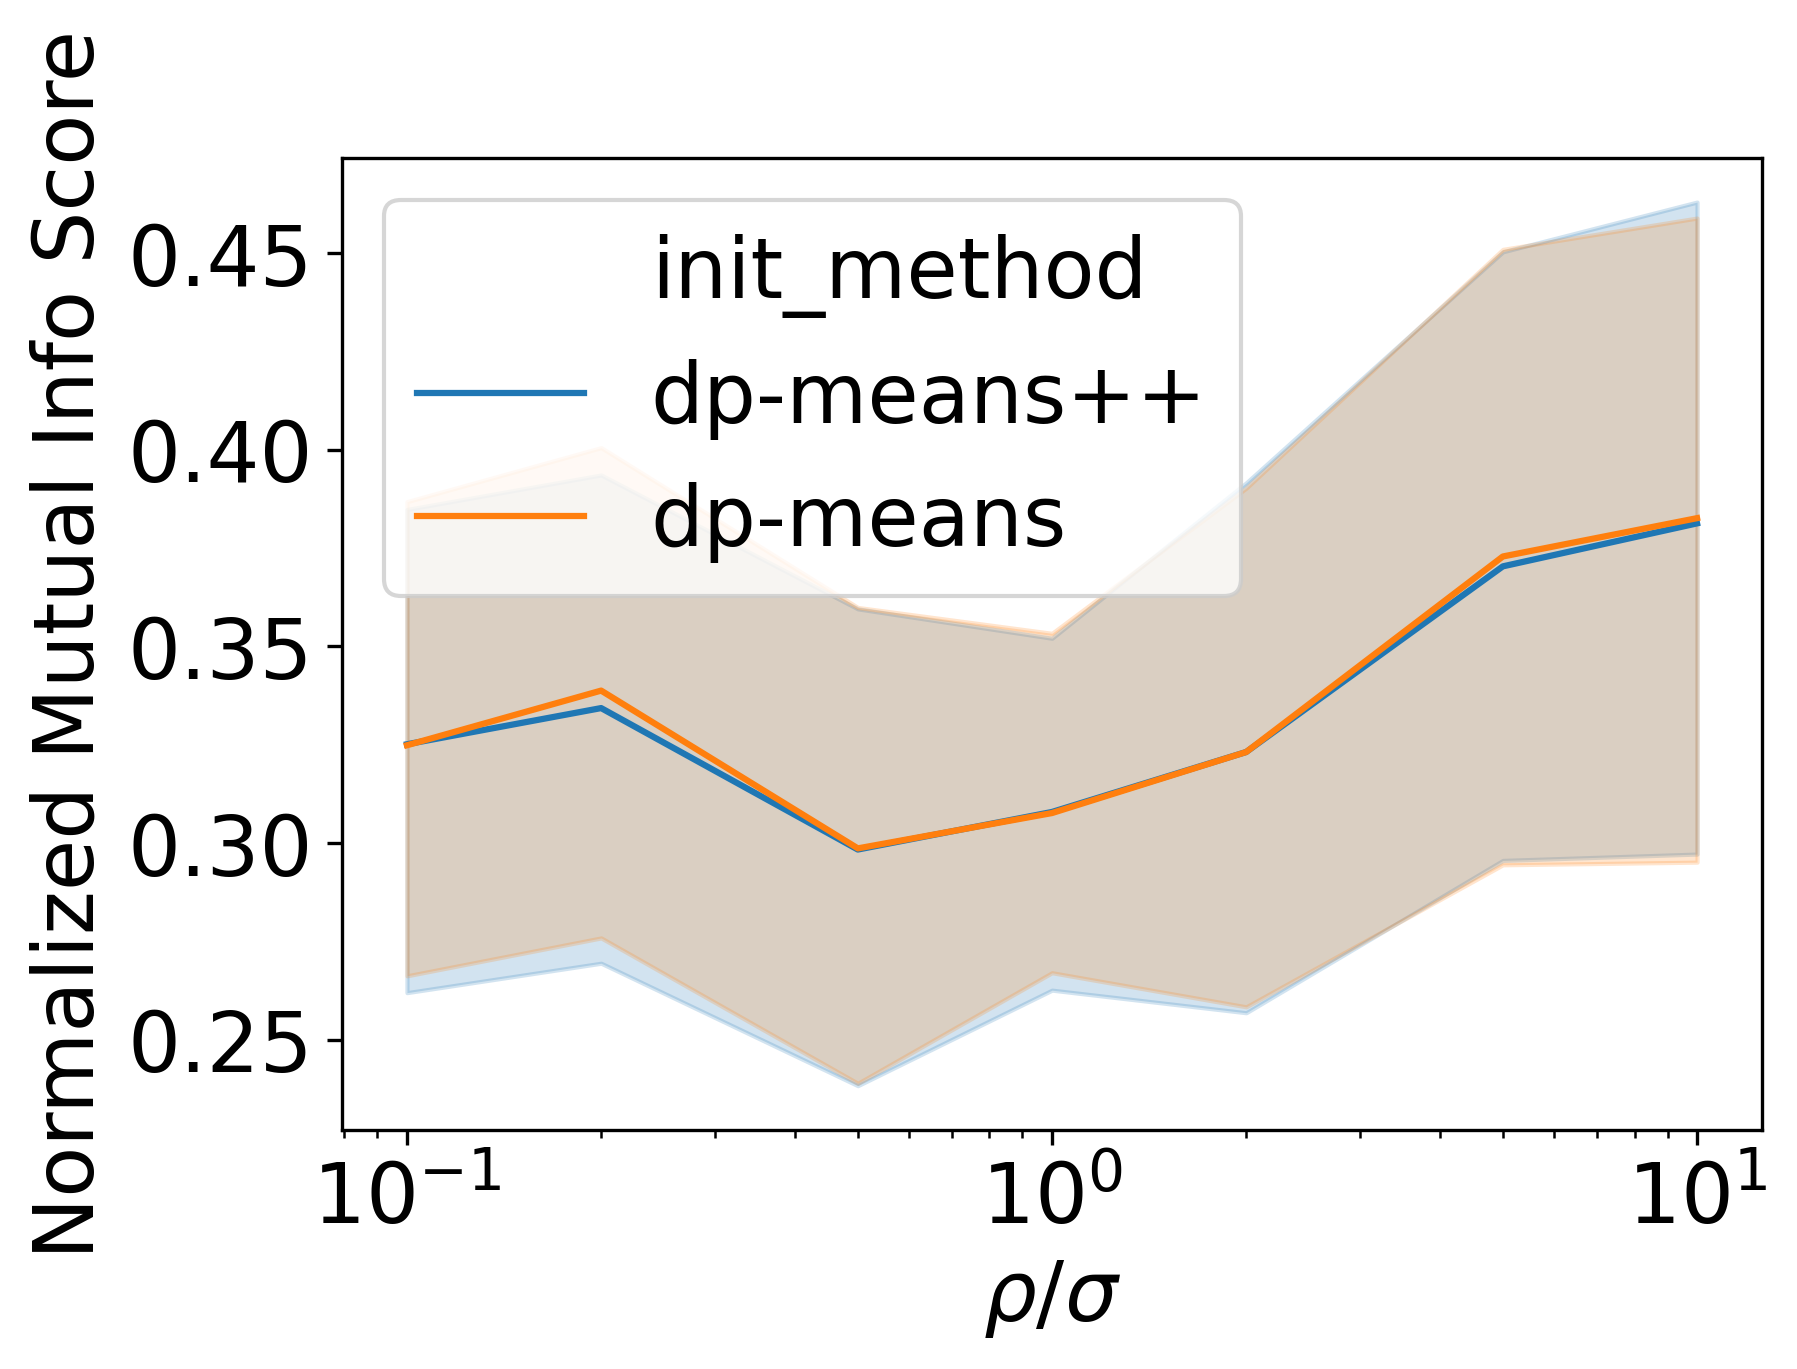 Normalized Mutual Info Score
0.45
0.40
0.35
0.30
0.25
init_method
dp-means++
dp-means
10⁻¹
10⁰
10¹
ρ/σ